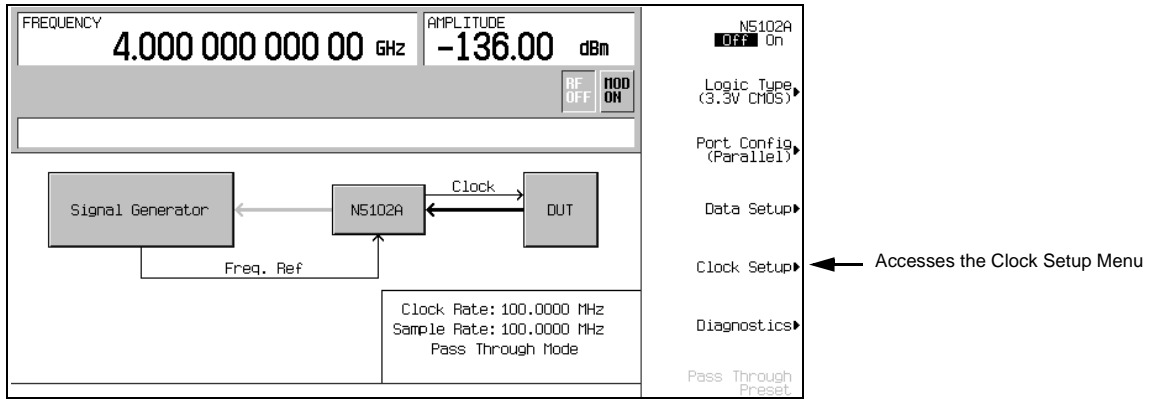 FREQUENCY
4.000 000 000 00 GHz
AMPLITUDE
-136.00 dBm
RF OFF
MOD ON
N5102A
Off On
Logic Type
(3.3V CMOS)
Port Config
(Parallel)
Data Setup
Clock Setup
Accesses the Clock Setup Menu
Diagnostics
Pass Through
Preset
Signal Generator
N5102A
Clock
DUT
Freq. Ref
Clock Rate: 100.0000 MHz
Sample Rate: 100.0000 MHz
Pass Through Mode